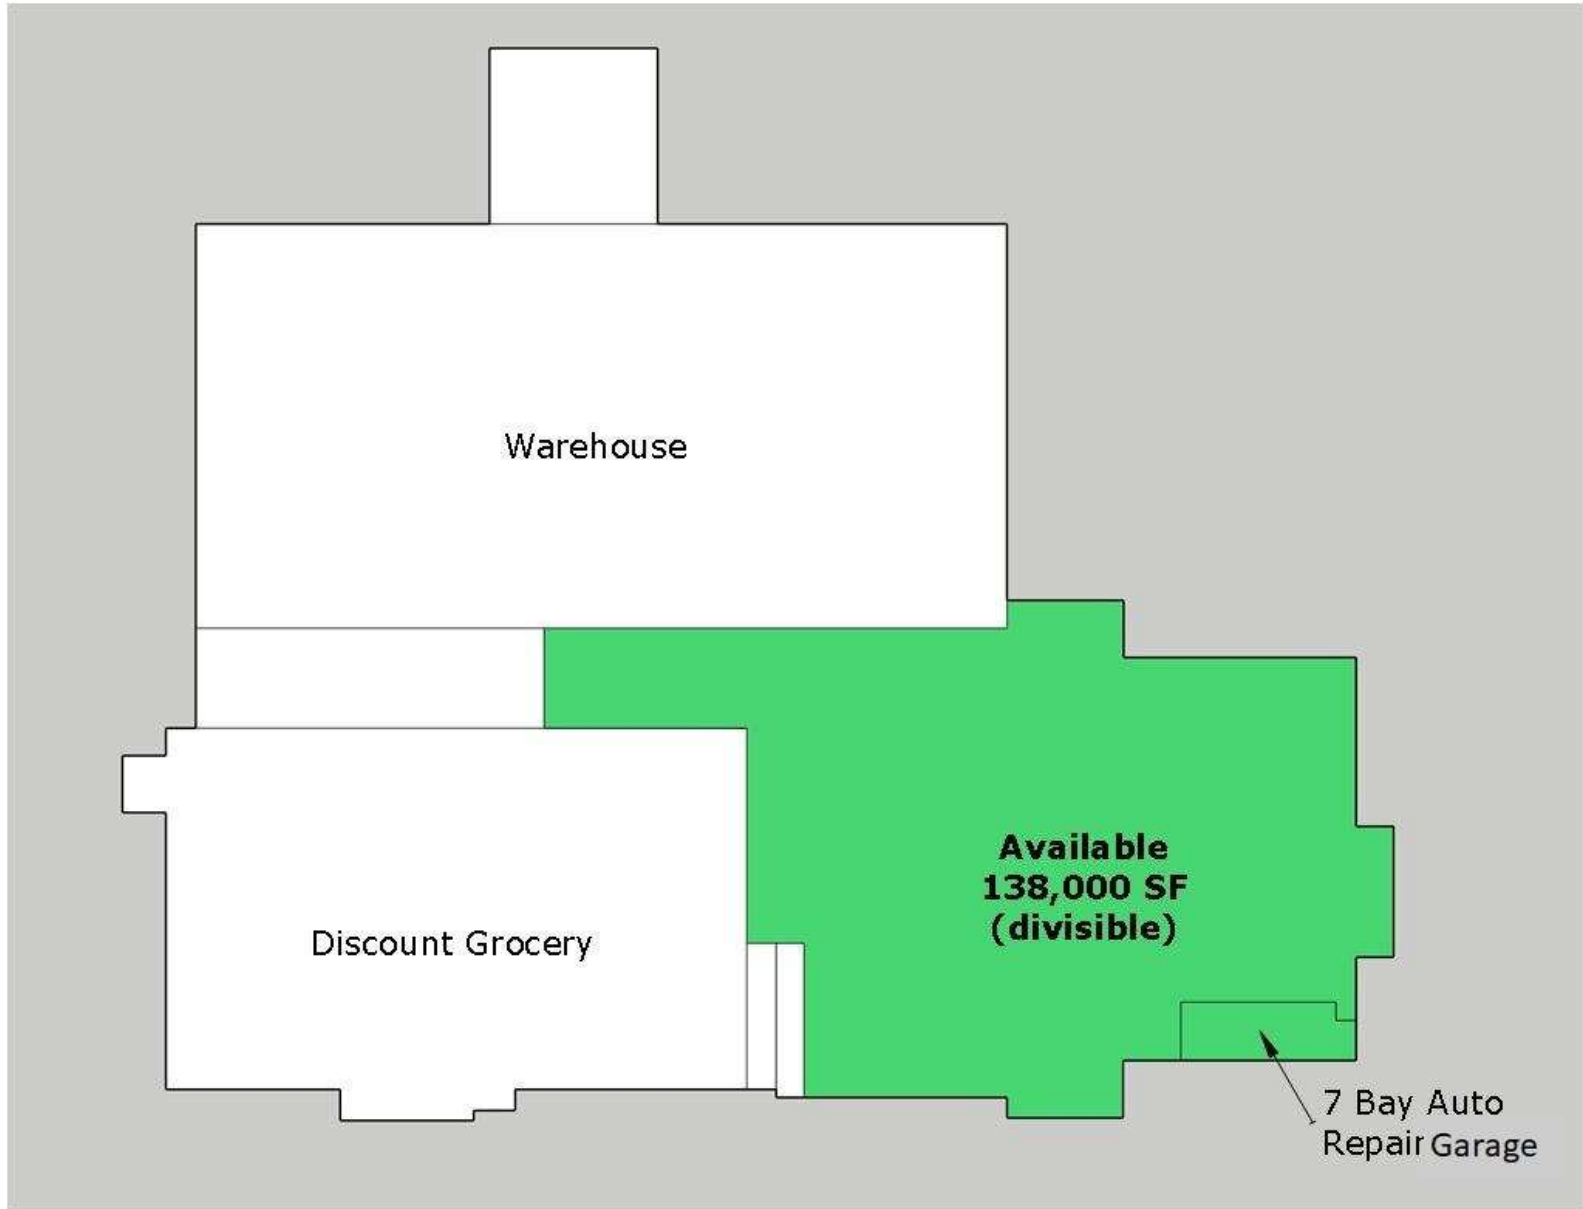 Warehouse
Available
138,000 SF
(divisible)
Discount Grocery
7 Bay Auto
Repair Garage